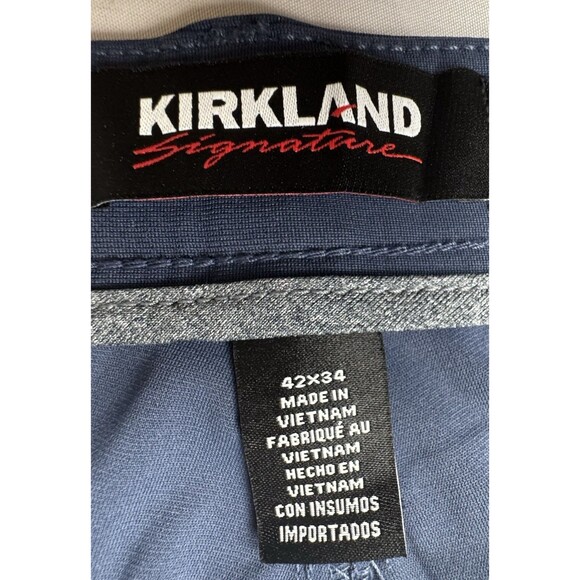 KIRKLAND
Signature
42X34
MADE IN
VIETNAM
FABRIQUÉ AU
VIETNAM
HECHO EN
VIETNAM
CON INSUMOS
IMPORTADOS